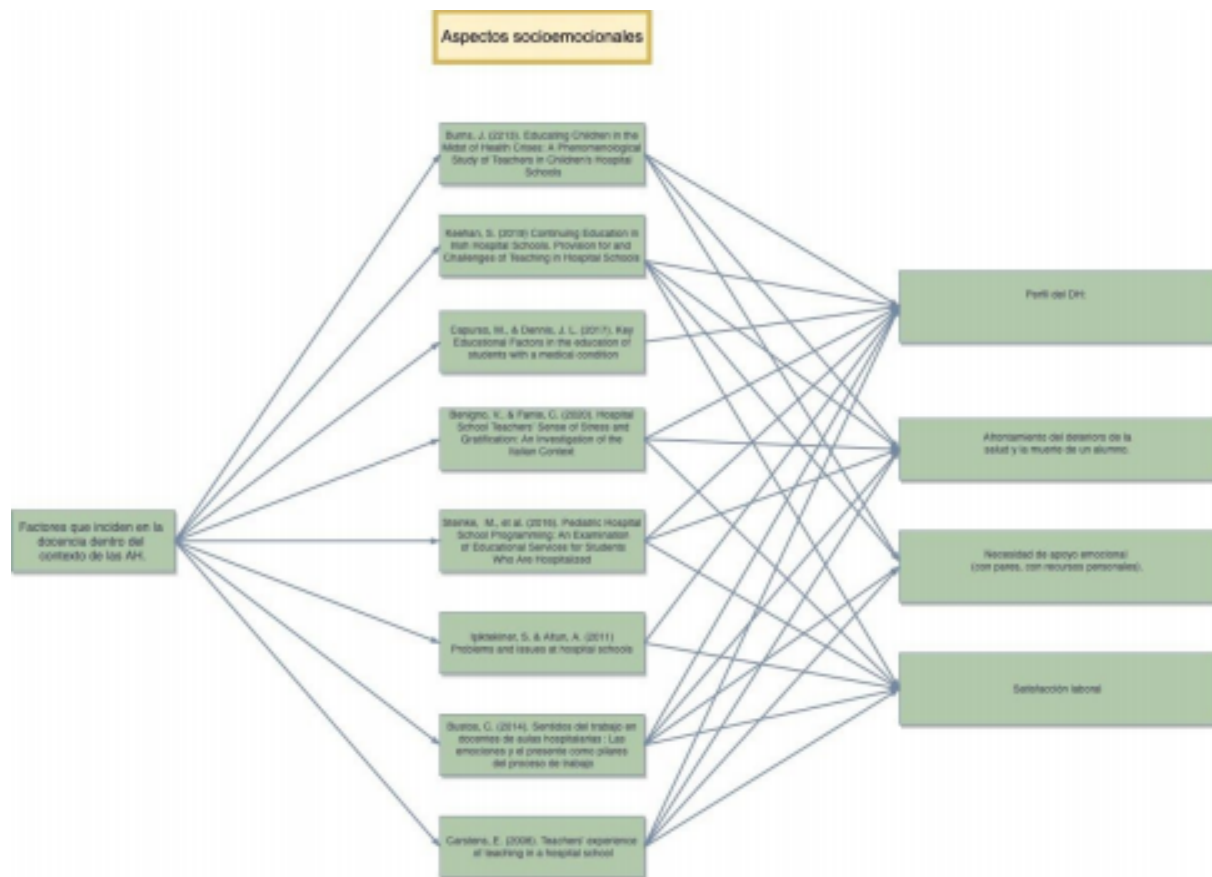 Aspectos socioemocionales
Burns, J. (2213). Educating Children in the
Midst of Health Crises: A Phenomenological
Study of Teachers in Children's Hospital
Schools
Keehan, S. (2019) Continuing Education in
Irish Hospital Schools, Provision for and
Challenges of Teaching in Hospital Schools
Capurso, M., & Dennis, J. L. (2017). Key
Educational Factors in the education of
students with a medical condition
Benigno, V., & Fante, C. (2020). Hospital
School Teachers' Sense of Stress and
Gratification: An Investigation of the
Italian Context
Factores que inciden en la
docencia dentro del
contexto de las AH.
Steinke, M., et al. (2016). Pediatric Hospital
School Programming: An Examination
of Educational Services for Students
Who Are Hospitalized
S. & Altun, A. (2011)
Problems and issues at hospital schools
Bustos, C. (2014). Sentidos del trabajo en
docentes de aulas hospitalarias : Las
emociones y el presente como pilares
del proceso de trabajo
Carstens, E. (2006). Teachers' experience
of teaching in a hospital school
Perfil del DH:
Afrontamiento del deterioro de la
salud y la muerte de un alumno.
Necesidad de apoyo emocional
(con pares, con recursos personales).
Satisfacción laboral